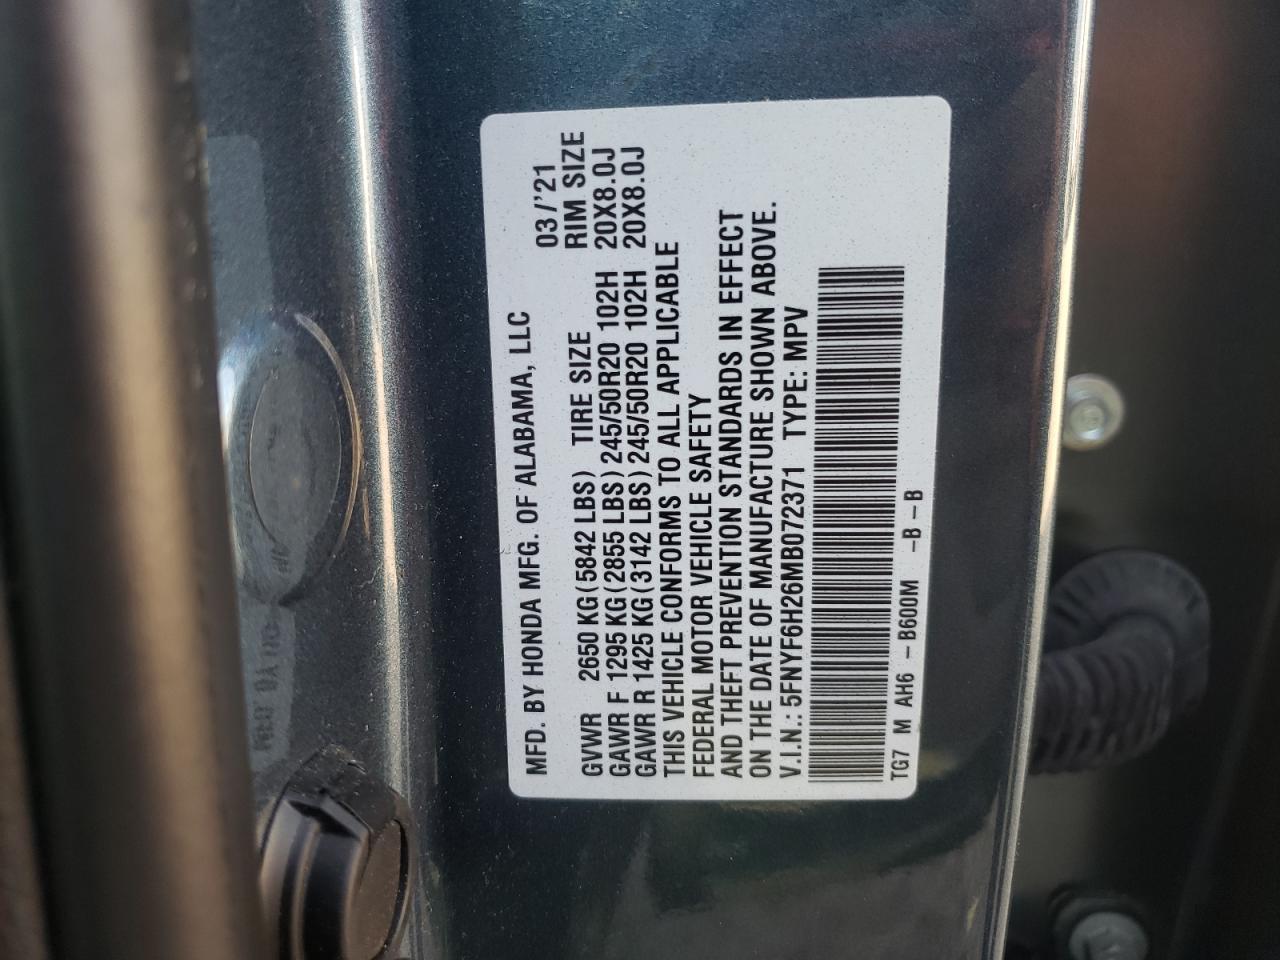 MFD. BY HONDA MFG. OF ALABAMA, LLC 03/'21
GVWR 2650 KG(5842 LBS) TIRE SIZE RIM SIZE
GAWR F 1295 KG(2855 LBS)245/50R20 102H 20X8.0J
GAWR R 1425 KG(3142 LBS)245/50R20 102H 20X8.0J
THIS VEHICLE CONFORMS TO ALL APPLICABLE
FEDERAL MOTOR VEHICLE SAFETY
AND THEFT PREVENTION STANDARDS IN EFFECT
ON THE DATE OF MANUFACTURE SHOWN ABOVE.
V.I.N.: 5FNYF6H26MB072371 TYPE: MPV
TG7 M AH6 -B600M -B -B